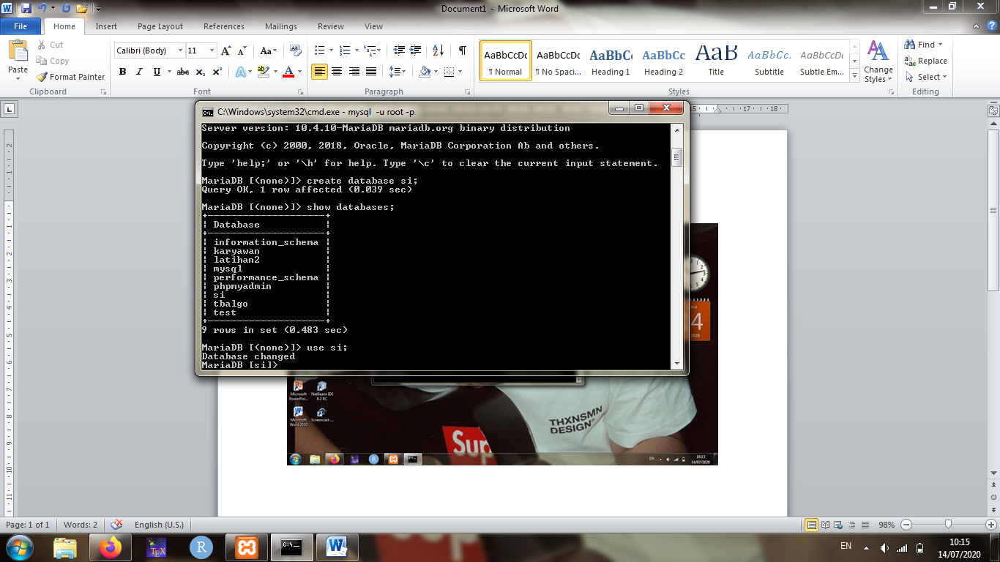 Document1 - Microsoft Word
File Home Insert Page Layout References Mailings Review View
Paste
Cut
Copy
Format Painter
Clipboard
Calibri (Body) 11
Font
Paragraph
AaBbCcDc AaBbCcDc AaBbC AaBbCc AaB AaBbCc. AaBbCcDc
¶ Normal ¶ No Spaci... Heading 1 Heading 2 Title Subtitle Subtle Em...
Change Styles
Styles
Find
Replace
Select
Editing
15 17 18
C:\Windows\system32\cmd.exe - mysql -u root -p
Server version: 10.4.10-MariaDB mariadb.org binary distribution
Copyright (c) 2000, 2018, Oracle, MariaDB Corporation Ab and others.
Type 'help;' or '\h' for help. Type '\c' to clear the current input statement.
MariaDB [(none)]> create database si;
Query OK, 1 row affected (0.039 sec)
MariaDB [(none)]> show databases;
+--------------------+
| Database           |
+--------------------+
| information_schema |
| karyawan           |
| latihan2           |
| mysql              |
| performance_schema |
| phpmyadmin         |
| si                 |
| tbalgo             |
| test               |
+--------------------+
9 rows in set (0.483 sec)
MariaDB [(none)]> use si;
Database changed
MariaDB [si]>
4
2020
Microsoft PowerPoi... NetBeans IDE 8.2 RC
Microsoft Word 2010 Screencast-...
THXNSMN
DESIGN
Sup
EN 10:13
14/07/2020
Page: 1 of 1 Words: 2 English (U.S.) 98%
TEX R W
EN 10:15
14/07/2020